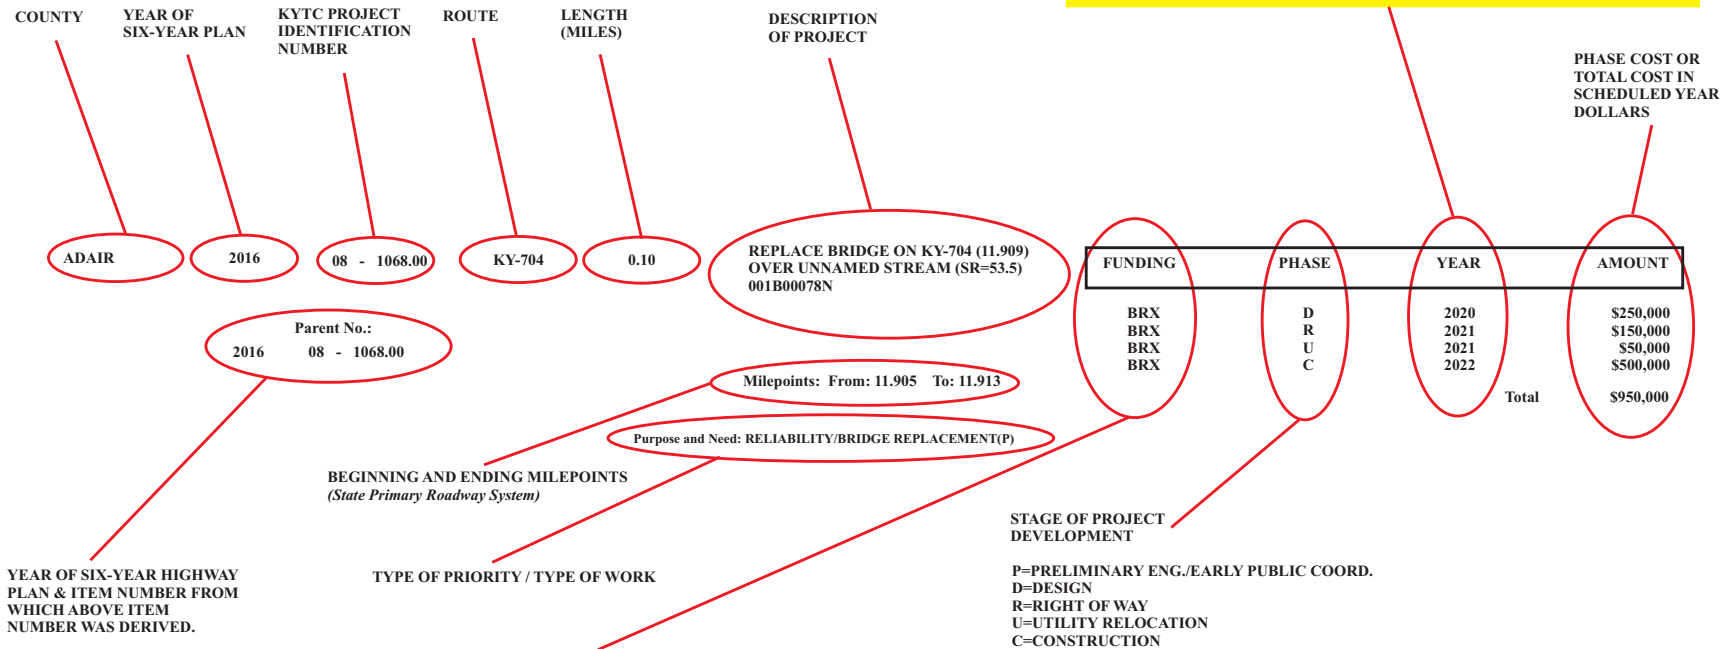 COUNTY
YEAR OF
SIX-YEAR PLAN
KYTC PROJECT
IDENTIFICATION
NUMBER
ROUTE
LENGTH
(MILES)
DESCRIPTION
OF PROJECT
PHASE COST OR
TOTAL COST IN
SCHEDULED YEAR
DOLLARS
ADAIR
2016
08 - 1068.00
KY-704
0.10
REPLACE BRIDGE ON KY-704 (11.909)
OVER UNNAMED STREAM (SR=53.5)
001B00078N
FUNDING PHASE YEAR AMOUNT
BRX D 2020 $250,000
BRX R 2021 $150,000
BRX U 2021 $50,000
BRX C 2022 $500,000
Total $950,000
Parent No.:
2016 08 - 1068.00
Milepoints: From: 11.905 To: 11.913
Purpose and Need: RELIABILITY/BRIDGE REPLACEMENT(P)
BEGINNING AND ENDING MILEPOINTS
(State Primary Roadway System)
YEAR OF SIX-YEAR HIGHWAY
PLAN & ITEM NUMBER FROM
WHICH ABOVE ITEM
NUMBER WAS DERIVED.
TYPE OF PRIORITY / TYPE OF WORK
STAGE OF PROJECT
DEVELOPMENT
P=PRELIMINARY ENG./EARLY PUBLIC COORD.
D=DESIGN
R=RIGHT OF WAY
U=UTILITY RELOCATION
C=CONSTRUCTION